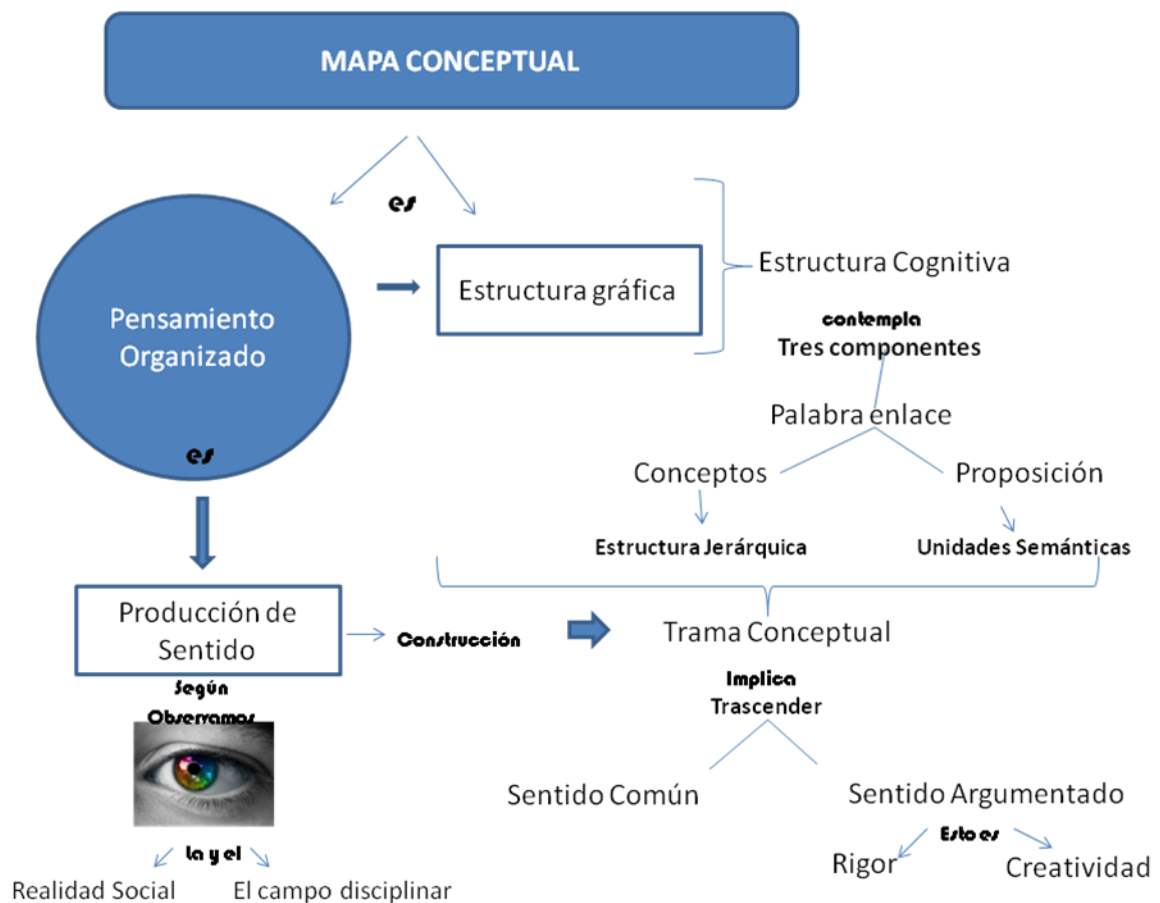 MAPA CONCEPTUAL
es
Pensamiento
Organizado
es
Estructura gráfica
Estructura Cognitiva
contempla
Tres componentes
Palabra enlace
Conceptos
Proposición
Estructura Jerárquica
Unidades Semánticas
Producción de
Sentido
Construcción
Trama Conceptual
Según
Observamos
Implica
Trascender
Sentido Común
Sentido Argumentado
La y el
Esto es
Realidad Social
El campo disciplinar
Rigor
Creatividad